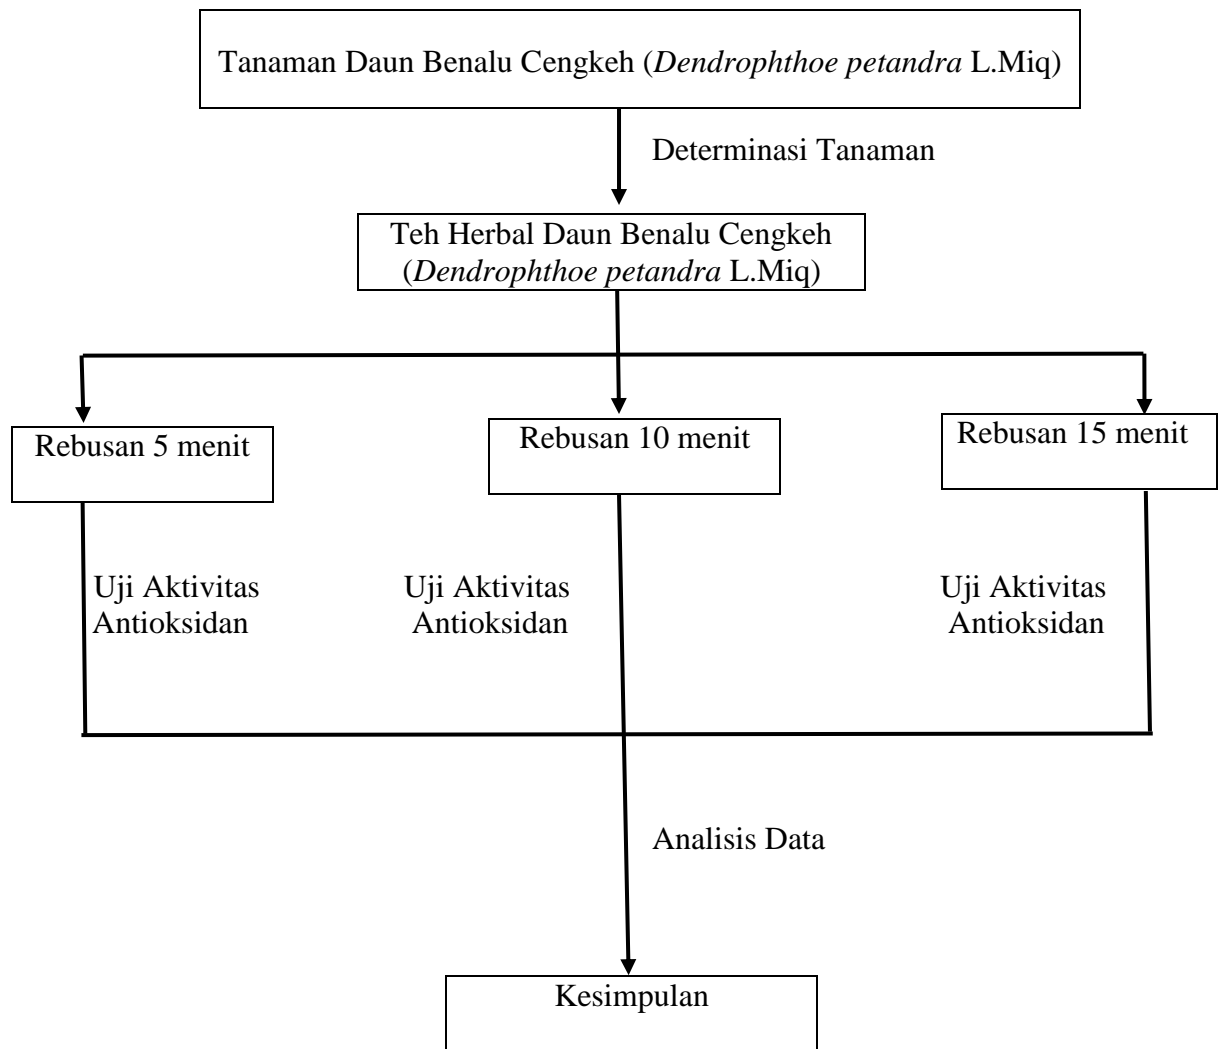 Tanaman Daun Benalu Cengkeh (Dendrophthoe petandra L.Miq)
Determinasi Tanaman
Teh Herbal Daun Benalu Cengkeh
(Dendrophthoe petandra L.Miq)
Rebusan 5 menit
Rebusan 10 menit
Rebusan 15 menit
Uji Aktivitas
Antioksidan
Uji Aktivitas
Antioksidan
Uji Aktivitas
Antioksidan
Analisis Data
Kesimpulan